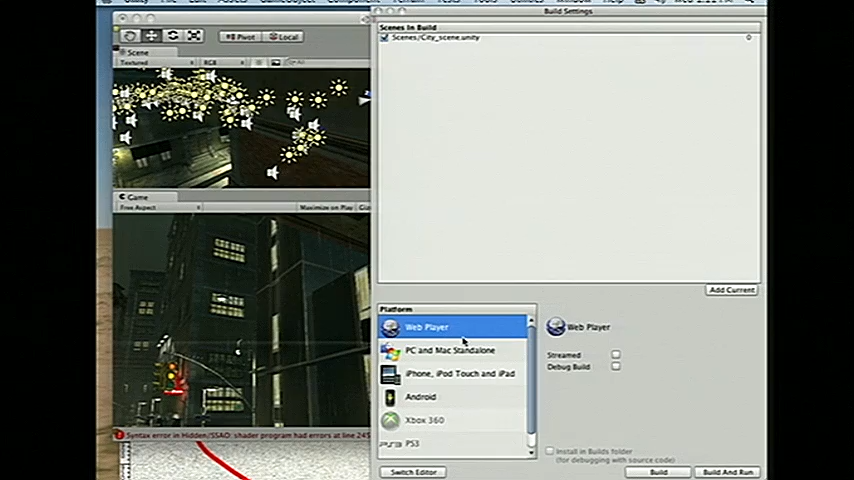 Build Settings
Pivot
Local
Scene
Textured
RGB
Scenes In Build
Scenes/City_scene.unity
0
Game
Free Aspect
Maximize on Play
Giz
Add Current
Platform
Web Player
PC and Mac Standalone
iPhone, iPod Touch and iPad
Android
Xbox 360
PS3
Web Player
Streamed
Debug Build
Syntax error in Hidden/SSAO: shader program had errors at line 245
Install in Builds folder
(for debugging with source code)
Switch Editor
Build
Build And Run